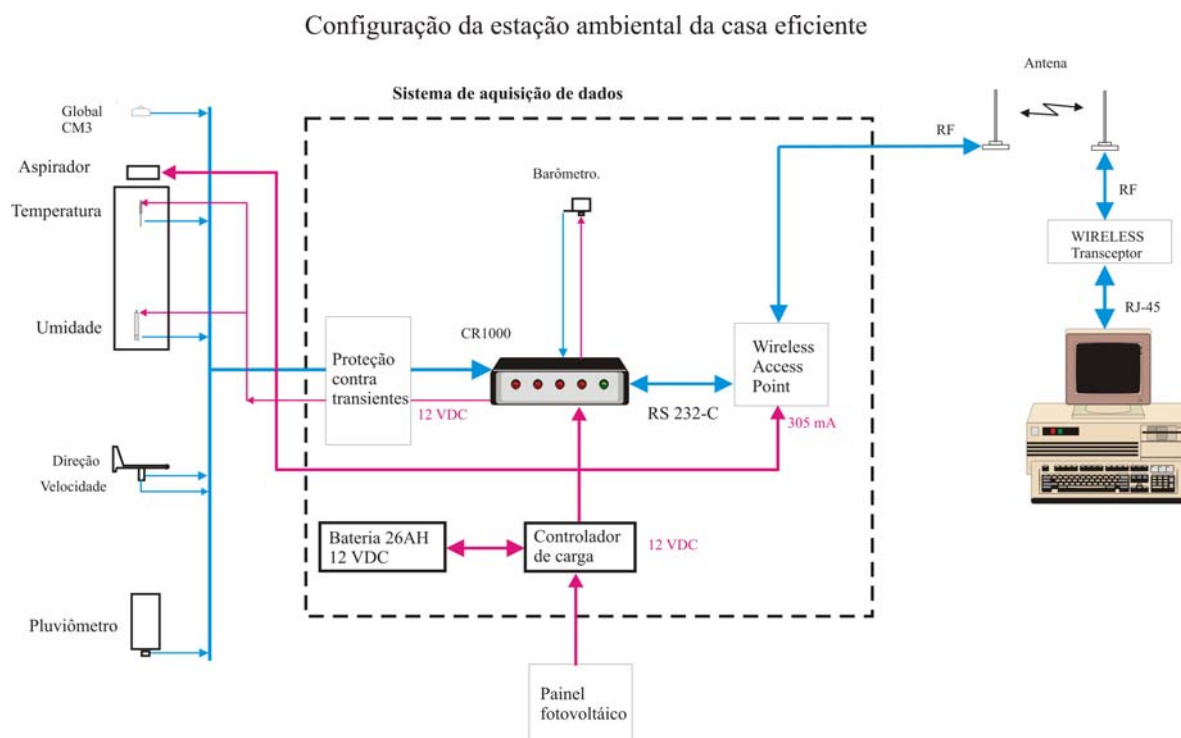 Configuração da estação ambiental da casa eficiente
Antena
Sistema de aquisição de dados
Global
CM3
RF
Aspirador
Barômetro.
Temperatura
RF
WIRELESS
Transceptor
RJ-45
Umidade
CR1000
Proteção
contra
transientes
Wireless
Access
Point
12 VDC
RS 232-C
305 mA
Direção
Velocidade
Bateria 26AH
12 VDC
Controlador
de carga
12 VDC
Pluviômetro
Painel
fotovoltáico